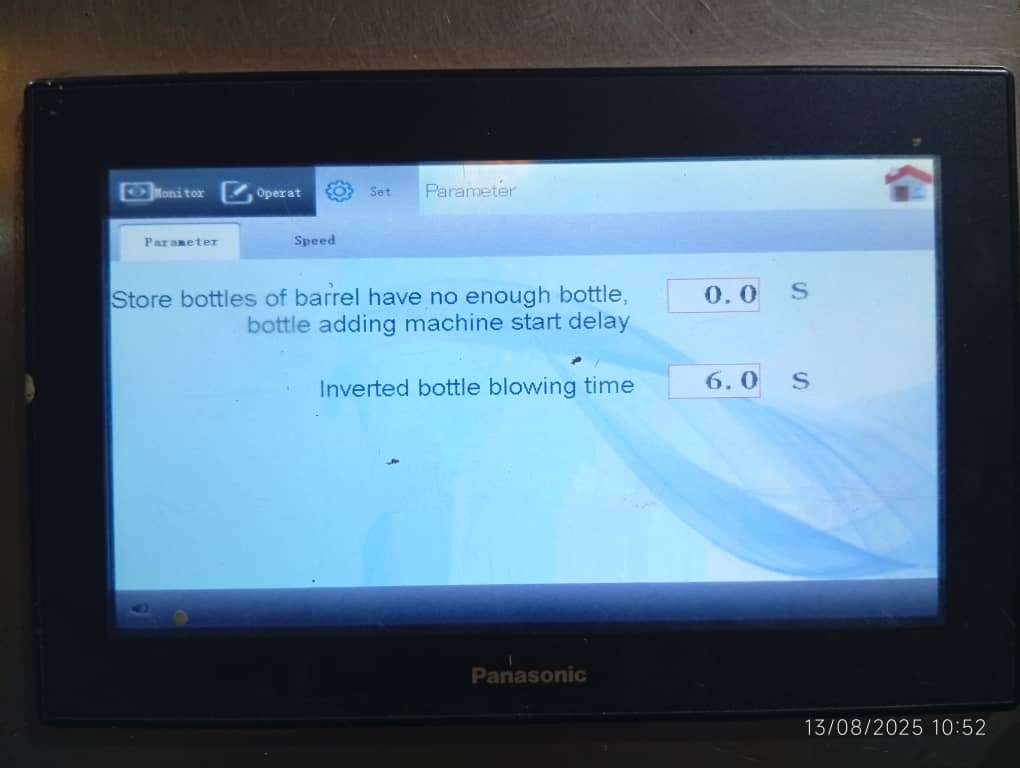 Monitor
Operat
Set
Parameter
Parameter
Speed
Store bottles of barrel have no enough bottle,
bottle adding machine start delay
0.0 S
Inverted bottle blowing time
6.0 S
Panasonic
13/08/2025 10:52